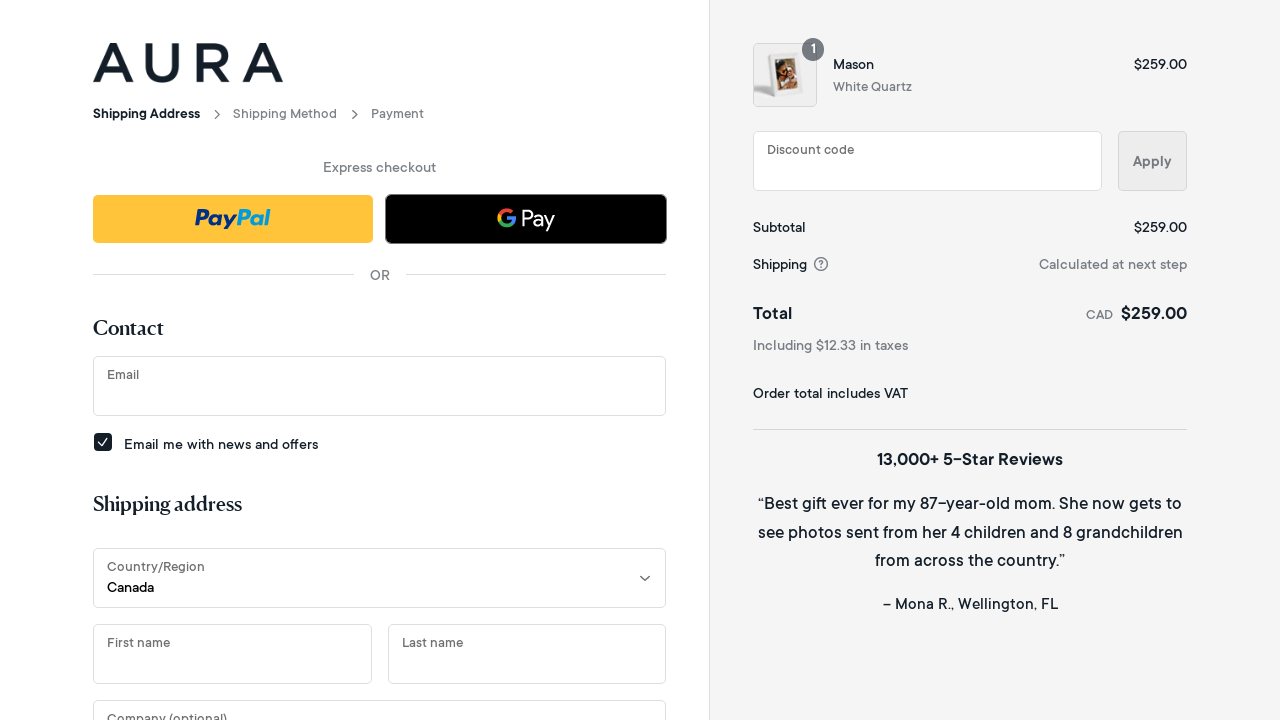 AURA
Shipping Address
Shipping Method
Payment
Express checkout
PayPal
G Pay
OR
Contact
Email
Email me with news and offers
Shipping address
Country/Region
Canada
First name
Last name
Company (optional)
1
Mason
$259.00
White Quartz
Discount code
Apply
Subtotal
$259.00
Shipping
Calculated at next step
Total
CAD $259.00
Including $12.33 in taxes
Order total includes VAT
13,000+ 5-Star Reviews
“Best gift ever for my 87-year-old mom. She now gets to
see photos sent from her 4 children and 8 grandchildren
from across the country.”
– Mona R., Wellington, FL